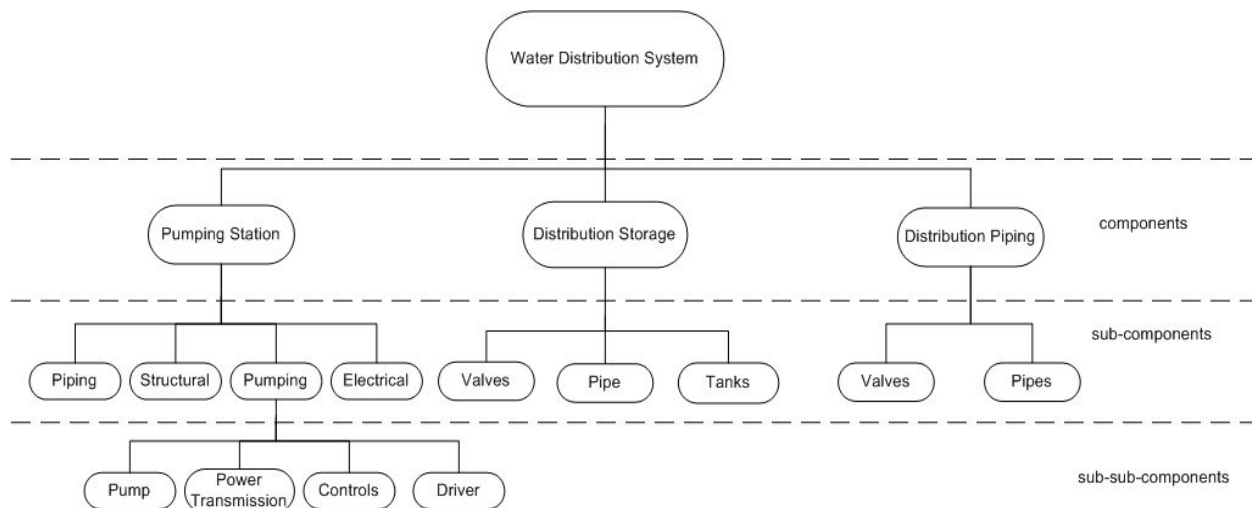 Water Distribution System
Pumping Station
Distribution Storage
Distribution Piping
components
Piping
Structural
Pumping
Electrical
Valves
Pipe
Tanks
Valves
Pipes
sub-components
Pump
Power
Transmission
Controls
Driver
sub-sub-components